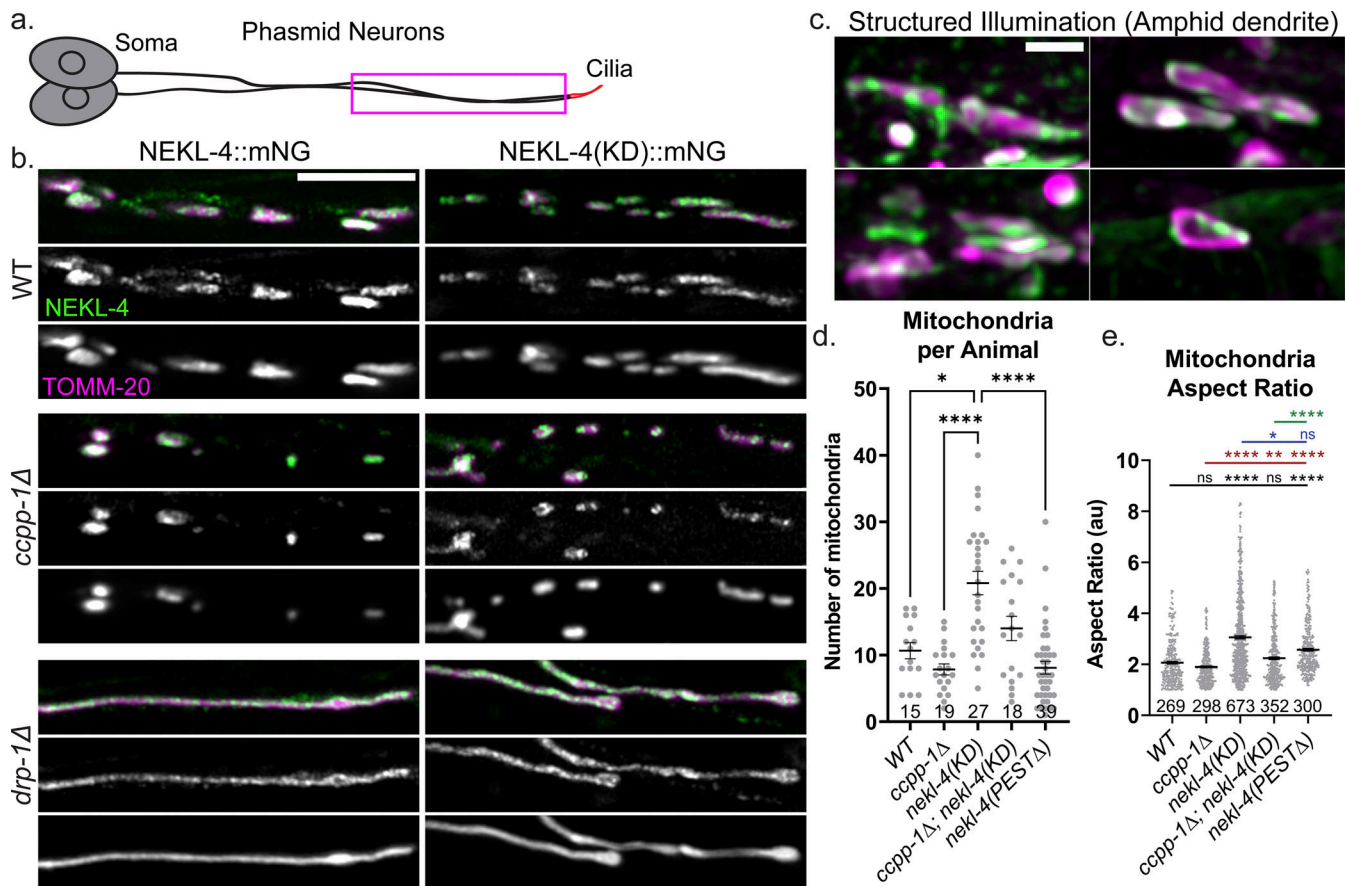 a.
Soma
Phasmid Neurons
Cilia
b.
NEKL-4::mNG
NEKL-4(KD)::mNG
WT
NEKL-4
TOMM-20
ccpp-1Δ
drp-1Δ
c. Structured Illumination (Amphid dendrite)
d.
Mitochondria
per Animal
* ****
****
Number of mitochondria
50
40
30
20
10
0
15 19 27 18 39
WT
ccpp-1Δ
nekl-4(KD)
ccpp-1Δ; nekl-4(KD)
nekl-4(PESTΔ)
e.
Mitochondria
Aspect Ratio
****
* ns
**** ** ****
ns **** ns ****
Aspect Ratio (au)
10
8
6
4
2
0
269 298 673 352 300
WT
ccpp-1Δ
nekl-4(KD)
ccpp-1Δ; nekl-4(KD)
nekl-4(PESTΔ)